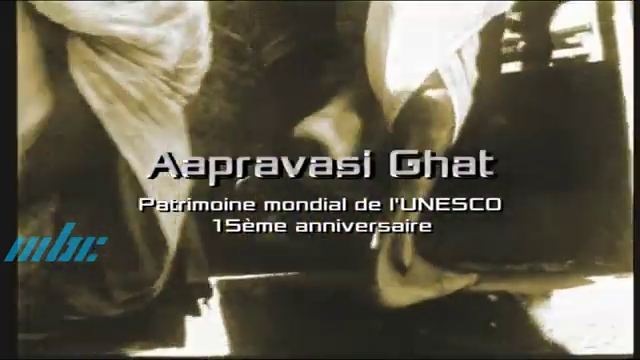 Aapravasi Ghat
Patrimoine mondial de l'UNESCO
15ème anniversaire
mbc